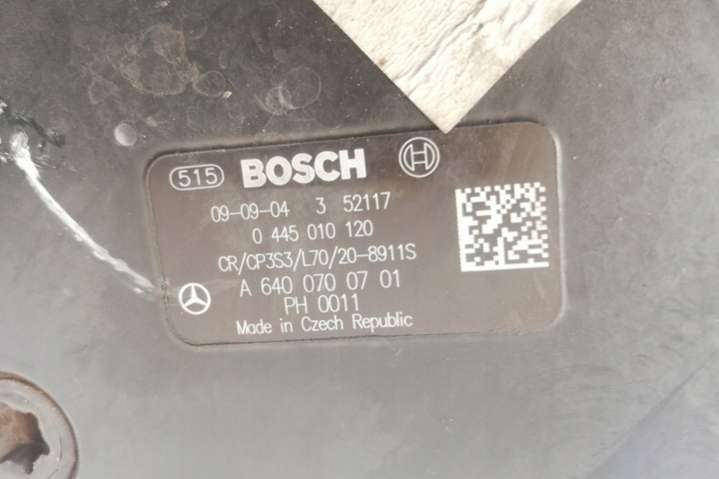 515 BOSCH
09-09-04 3 52117
0 445 010 120
CR/CP3S3/L70/20-8911S
A 640 070 07 01
PH 0011
Made in Czech Republic